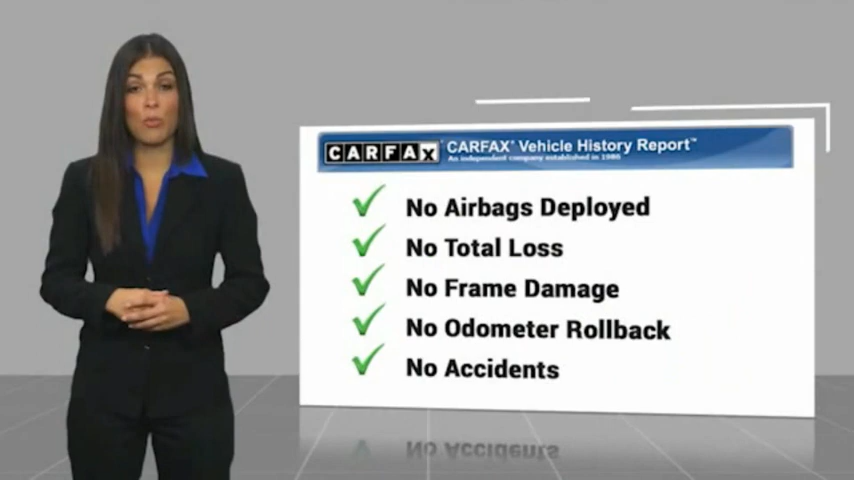 CARFAX CARFAX® Vehicle History Report™
An independent company established in 1986
No Airbags Deployed
No Total Loss
No Frame Damage
No Odometer Rollback
No Accidents